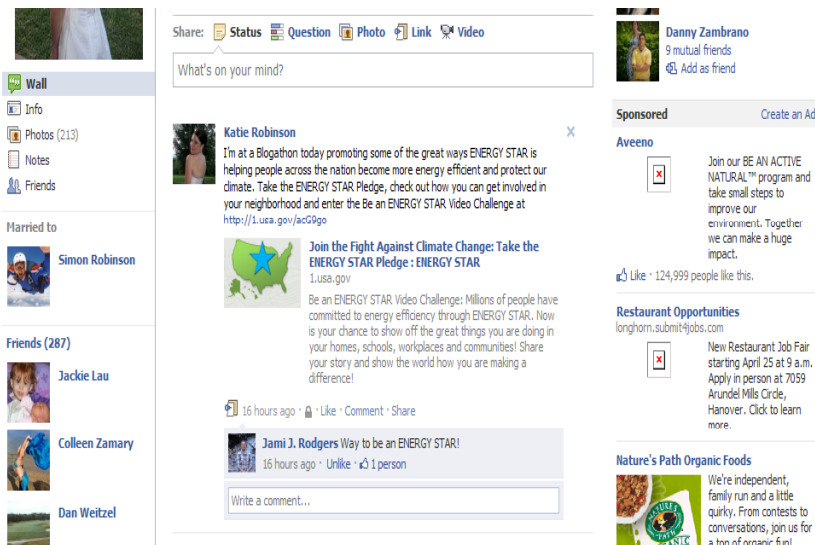 Wall
Info
Photos (213)
Notes
Friends
Married to
Simon Robinson
Friends (287)
Jackie Lau
Colleen Zamary
Dan Weitzel
Share: Status Question Photo Link Video
What's on your mind?
Katie Robinson
X
I'm at a Blogathon today promoting some of the great ways ENERGY STAR is
helping people across the nation become more energy efficient and protect our
climate. Take the ENERGY STAR Pledge, check out how you can get involved in
your neighborhood and enter the Be an ENERGY STAR Video Challenge at
http://1.usa.gov/acG9go
Join the Fight Against Climate Change: Take the
ENERGY STAR Pledge : ENERGY STAR
1.usa.gov
Be an ENERGY STAR Video Challenge: Millions of people have
committed to energy efficiency through ENERGY STAR. Now
is your chance to show off the great things you are doing in
your homes, schools, workplaces and communities! Share
your story and show the world how you are making a
difference!
16 hours ago · Like · Comment · Share
Jami J. Rodgers Way to be an ENERGY STAR!
16 hours ago · Unlike · 1 person
Write a comment...
Danny Zambrano
9 mutual friends
Add as friend
Sponsored Create an Ad
Aveeno
Join our BE AN ACTIVE
NATURAL™ program and
take small steps to
improve our
environment. Together
we can make a huge
impact.
Like · 124,999 people like this.
Restaurant Opportunities
longhorn.submit4jobs.com
New Restaurant Job Fair
starting April 25 at 9 a.m.
Apply in person at 7059
Arundel Mills Circle,
Hanover. Click to learn
more.
Nature's Path Organic Foods
We're independent,
family run and a little
quirky. From contests to
conversations, join us for
a ton of organic fun!
NATURE'S
PATH